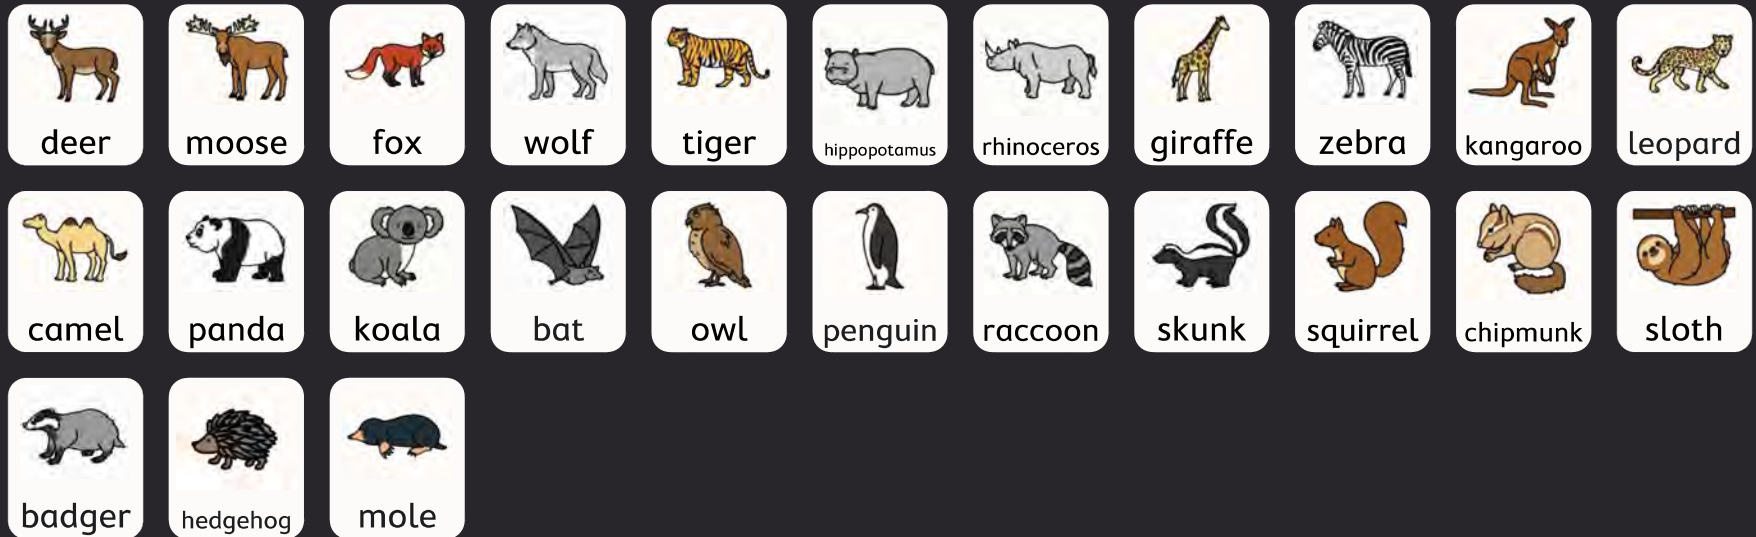 deer moose fox wolf tiger hippopotamus rhinoceros giraffe zebra kangaroo leopard
camel panda koala bat owl penguin raccoon skunk squirrel chipmunk sloth
badger hedgehog mole